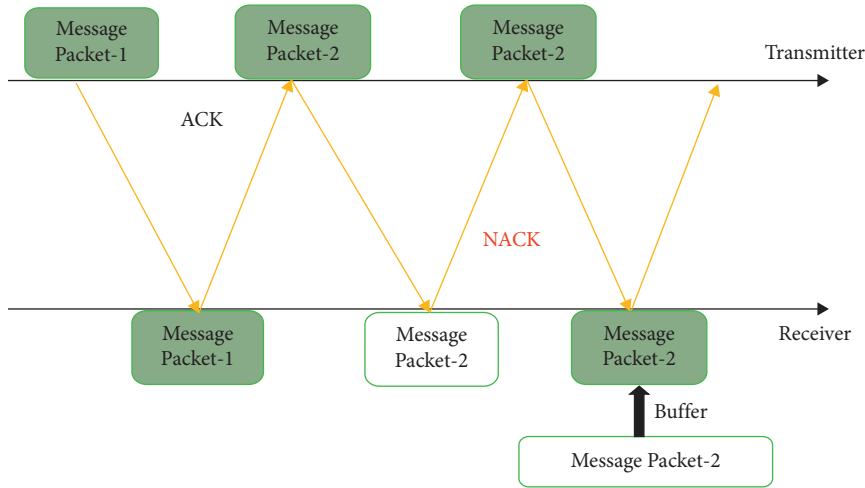 Message
Packet-1
Message
Packet-2
Message
Packet-2
Transmitter
ACK
NACK
Message
Packet-1
Message
Packet-2
Message
Packet-2
Receiver
Buffer
Message Packet-2